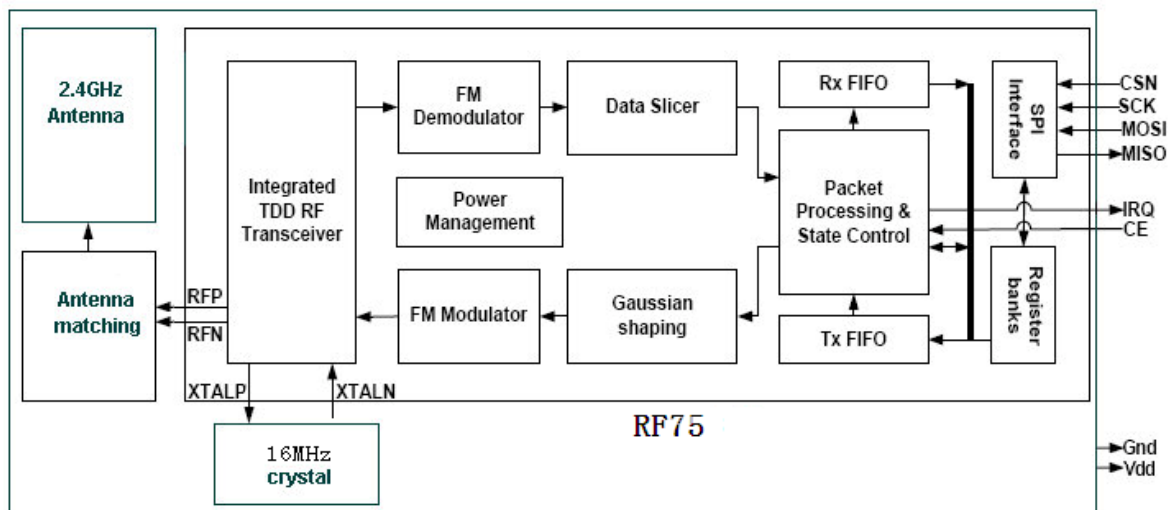 2.4GHz
Antenna
Antenna
matching
RFP
RFN
Integrated
TDD RF
Transceiver
XTALP
XTALN
16MHz
crystal
FM
Demodulator
Data Slicer
Power
Management
FM Modulator
Gaussian
shaping
Rx FIFO
Packet
Processing &
State Control
Tx FIFO
SPI
Interface
Register
banks
CSN
SCK
MOSI
MISO
IRQ
CE
RF75
Gnd
Vdd